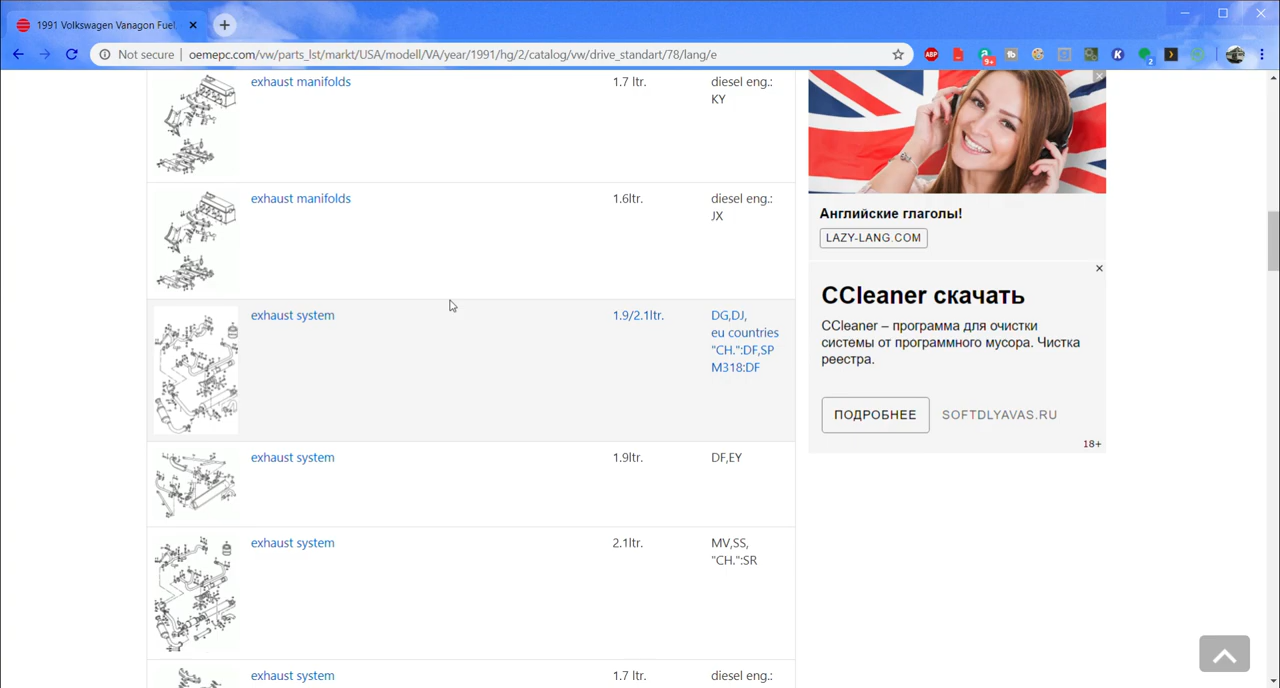 1991 Volkswagen Vanagon Fuel,
Not secure | oemepc.com/vw/parts_lst/markt/USA/modell/VA/year/1991/hg/2/catalog/vw/drive_standart/78/lang/e
ABP
9+
tb
K
2
exhaust manifolds
1.7 ltr.
diesel eng.:
KY
exhaust manifolds
1.6ltr.
diesel eng.:
JX
exhaust system
1.9/2.1ltr.
DG,DJ,
eu countries
"CH.":DF,SP
M318:DF
exhaust system
1.9ltr.
DF,EY
exhaust system
2.1ltr.
MV,SS,
"CH.":SR
exhaust system
1.7 ltr.
diesel eng.:
Английские глаголы!
LAZY-LANG.COM
CCleaner скачать
CCleaner – программа для очистки
системы от программного мусора. Чистка
реестра.
ПОДРОБНЕЕ
SOFTDLYAVAS.RU
18+